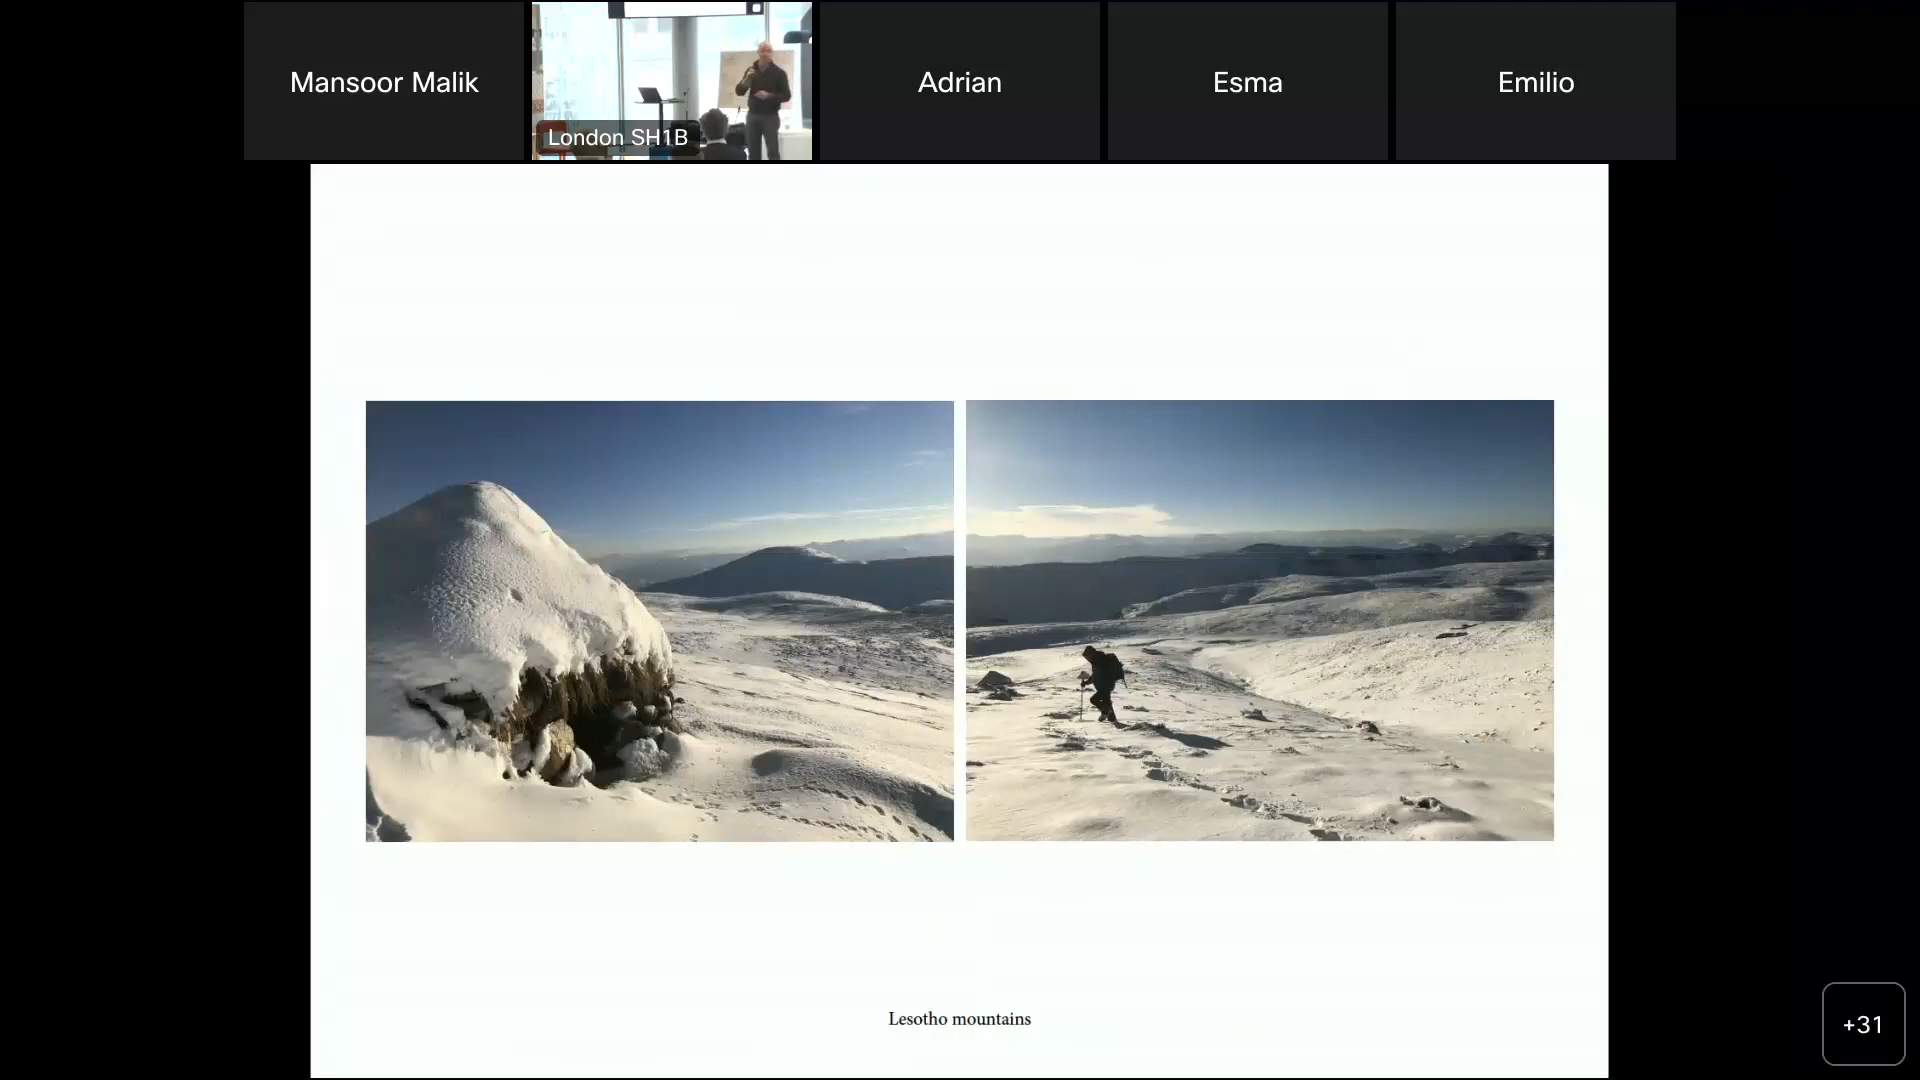 Mansoor Malik
London SH1B
Adrian
Esma
Emilio
Lesotho mountains
+31